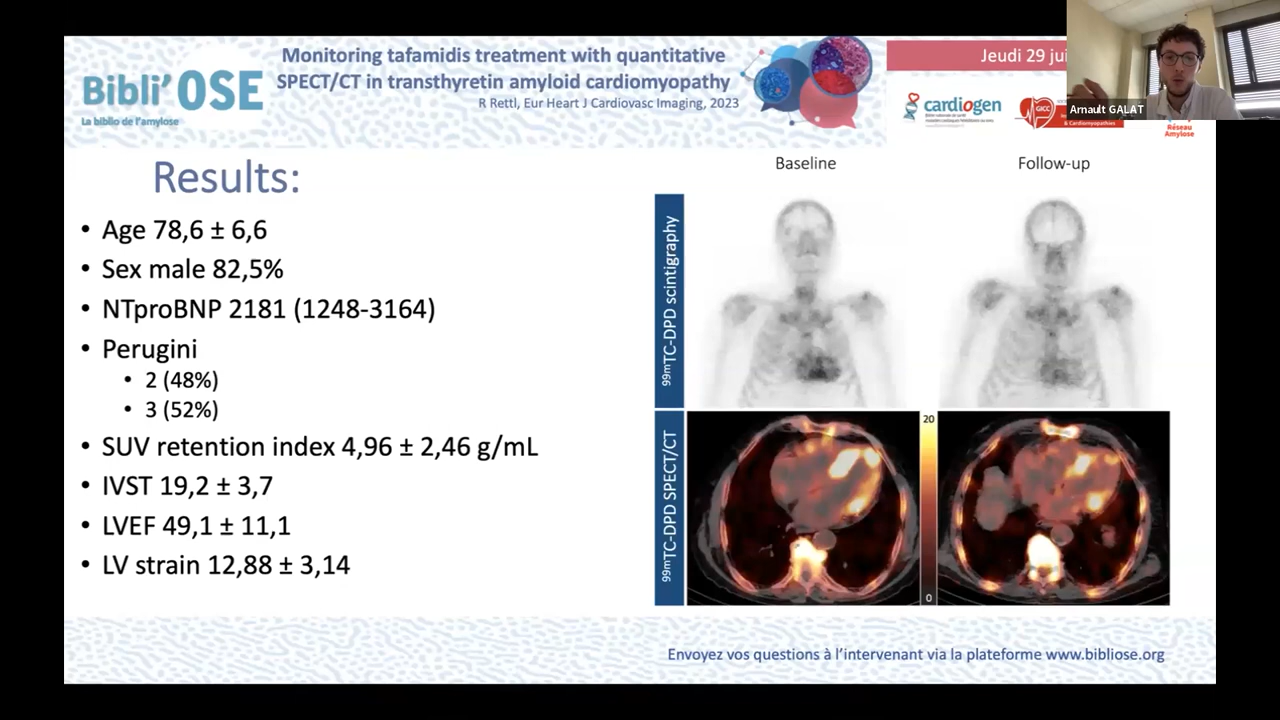 Monitoring tafamidis treatment with quantitative
SPECT/CT in transthyretin amyloid cardiomyopathy
R Rettl, Eur Heart J Cardiovasc Imaging, 2023
Bibli'OSE
La biblio de l'amylose
Jeudi 29 jui
Arnault GALAT
cardiogen
GICC
& Cardiomyopathies
Réseau
Amylose
Results:
• Age 78,6 ± 6,6
• Sex male 82,5%
• NTproBNP 2181 (1248-3164)
• Perugini
• 2 (48%)
• 3 (52%)
• SUV retention index 4,96 ± 2,46 g/mL
• IVST 19,2 ± 3,7
• LVEF 49,1 ± 11,1
• LV strain 12,88 ± 3,14
Baseline
Follow-up
99mTC-DPD scintigraphy
99mTC-DPD SPECT/CT
20
0
Envoyez vos questions à l'intervenant via la plateforme www.bibliose.org